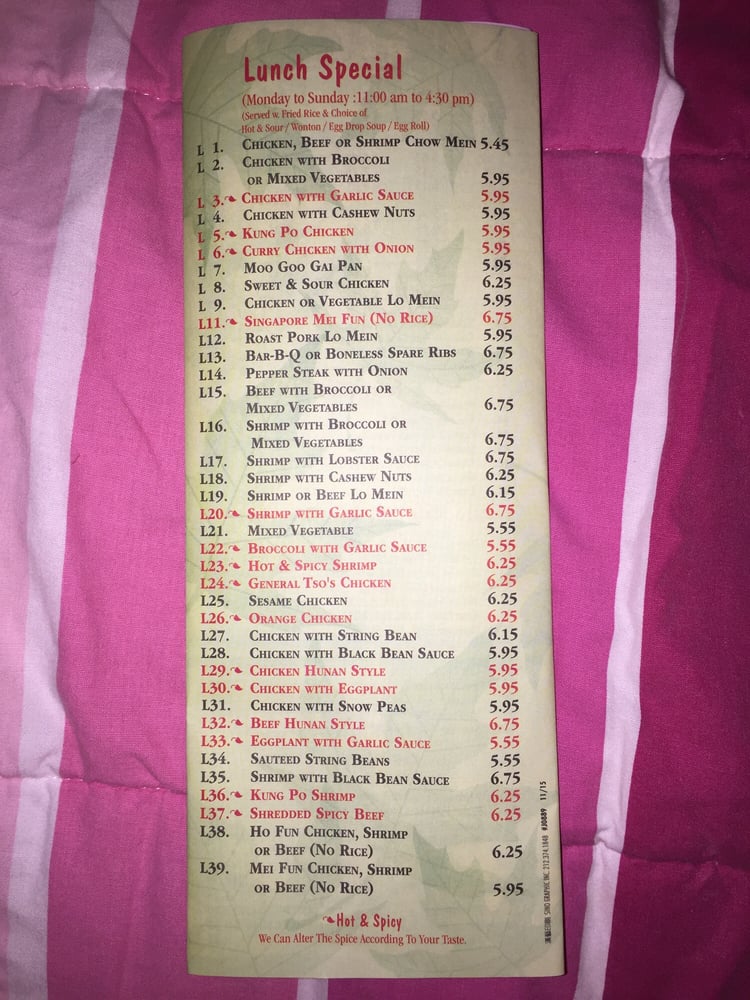 Lunch Special
(Monday to Sunday :11:00 am to 4:30 pm)
(Served w. Fried Rice & Choice of
Hot & Sour / Wonton / Egg Drop Soup / Egg Roll)
L 1. Chicken, Beef or Shrimp Chow Mein 5.45
L 2. Chicken with Broccoli
or Mixed Vegetables 5.95
L 3. Chicken with Garlic Sauce 5.95
L 4. Chicken with Cashew Nuts 5.95
L 5. Kung Po Chicken 5.95
L 6. Curry Chicken with Onion 5.95
L 7. Moo Goo Gai Pan 5.95
L 8. Sweet & Sour Chicken 6.25
L 9. Chicken or Vegetable Lo Mein 5.95
L11. Singapore Mei Fun (No Rice) 6.75
L12. Roast Pork Lo Mein 5.95
L13. Bar-B-Q or Boneless Spare Ribs 6.75
L14. Pepper Steak with Onion 6.25
L15. Beef with Broccoli or
Mixed Vegetables 6.75
L16. Shrimp with Broccoli or
Mixed Vegetables 6.75
L17. Shrimp with Lobster Sauce 6.75
L18. Shrimp with Cashew Nuts 6.25
L19. Shrimp or Beef Lo Mein 6.15
L20. Shrimp with Garlic Sauce 6.75
L21. Mixed Vegetable 5.55
L22. Broccoli with Garlic Sauce 5.55
L23. Hot & Spicy Shrimp 6.25
L24. General Tso's Chicken 6.25
L25. Sesame Chicken 6.25
L26. Orange Chicken 6.25
L27. Chicken with String Bean 6.15
L28. Chicken with Black Bean Sauce 5.95
L29. Chicken Hunan Style 5.95
L30. Chicken with Eggplant 5.95
L31. Chicken with Snow Peas 5.95
L32. Beef Hunan Style 6.75
L33. Eggplant with Garlic Sauce 5.55
L34. Sauteed String Beans 5.55
L35. Shrimp with Black Bean Sauce 6.75
L36. Kung Po Shrimp 6.25
L37. Shredded Spicy Beef 6.25
L38. Ho Fun Chicken, Shrimp
or Beef (No Rice) 6.25
L39. Mei Fun Chicken, Shrimp
or Beef (No Rice) 5.95
Hot & Spicy
We Can Alter The Spice According To Your Taste.
SINO GRAPHIC INC. 212.374.1848 #J0889 11/15